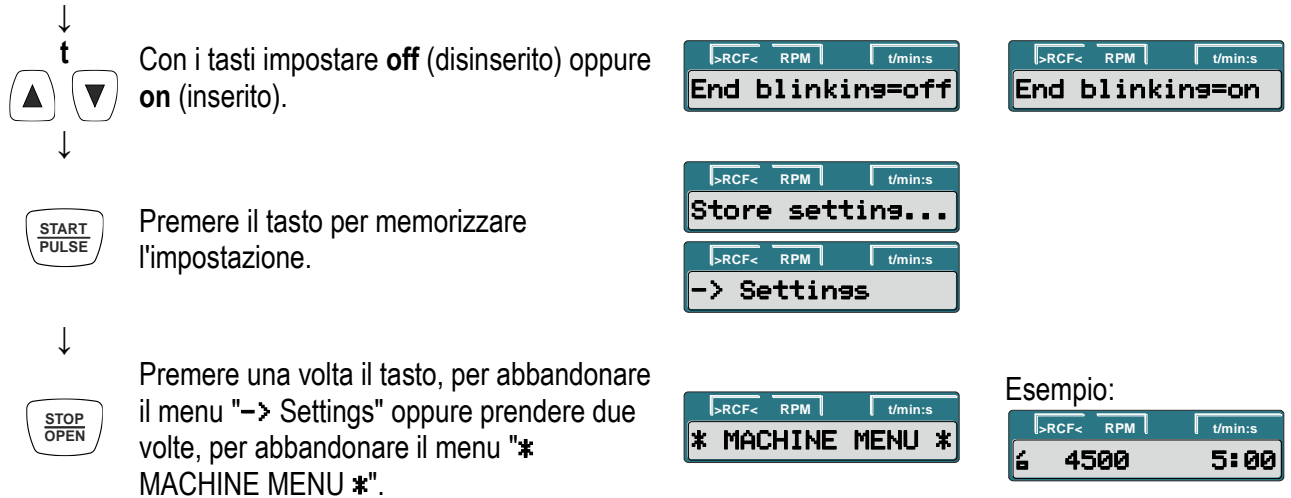 ↓
t
▲ ▼
Con i tasti impostare off (disinserito) oppure
on (inserito).
>RCF< RPM t/min:s
End blinking=off
>RCF< RPM t/min:s
End blinking=on
↓
START
PULSE
Premere il tasto per memorizzare
l'impostazione.
>RCF< RPM t/min:s
Store setting...
>RCF< RPM t/min:s
-> Settings
↓
STOP
OPEN
Premere una volta il tasto, per abbandonare
il menu "-> Settings" oppure prendere due
volte, per abbandonare il menu "*
MACHINE MENU *".
>RCF< RPM t/min:s
* MACHINE MENU *
Esempio:
>RCF< RPM t/min:s
4500 5:00